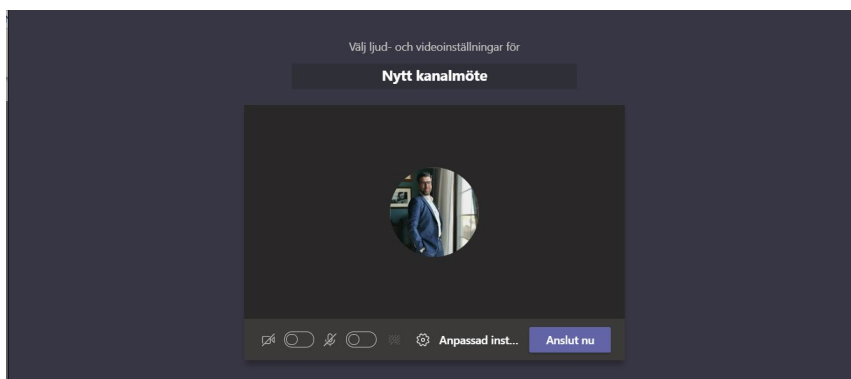 Välj ljud- och videoinställningar för
Nytt kanalmöte
Anpassad inst...
Anslut nu